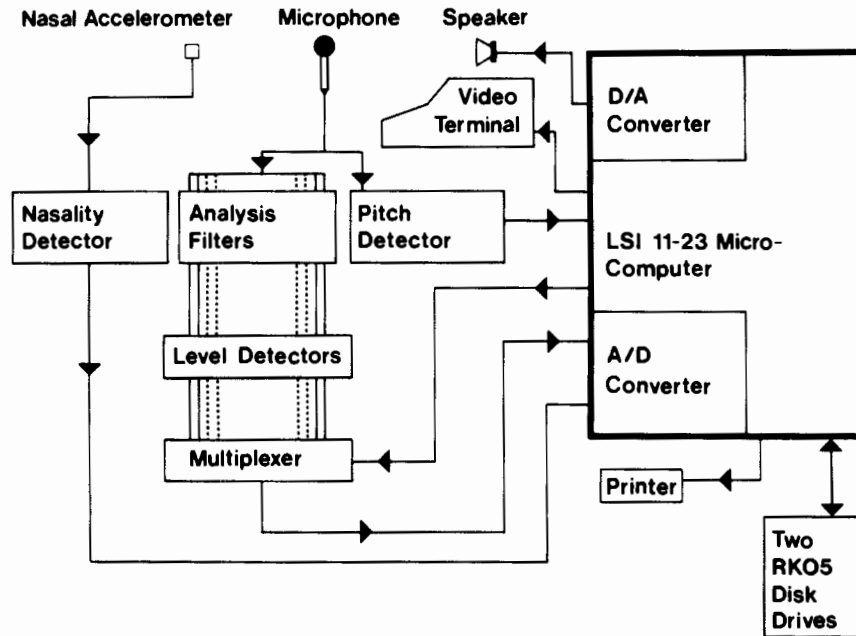 Nasal Accelerometer
Microphone
Speaker
Video
Terminal
D/A
Converter
Nasality
Detector
Analysis
Filters
Pitch
Detector
LSI 11-23 Micro-
Computer
Level Detectors
A/D
Converter
Multiplexer
Printer
Two
RKO5
Disk
Drives